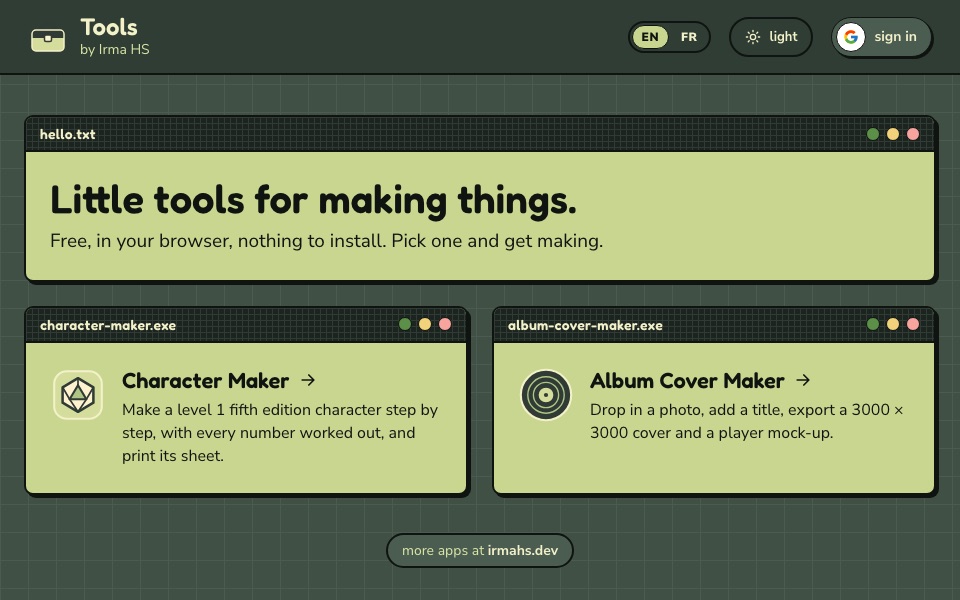 Tools
by Irma HS
EN FR
light
sign in
hello.txt
Little tools for making things.
Free, in your browser, nothing to install. Pick one and get making.
character-maker.exe
Character Maker →
Make a level 1 fifth edition character step by
step, with every number worked out, and
print its sheet.
album-cover-maker.exe
Album Cover Maker →
Drop in a photo, add a title, export a 3000 ×
3000 cover and a player mock-up.
more apps at irmahs.dev